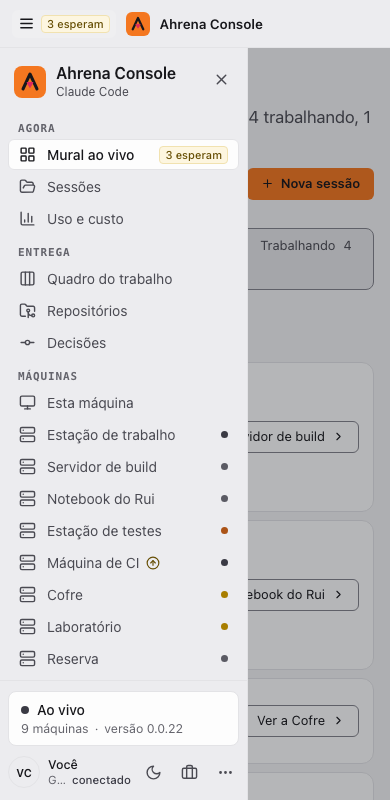 3 esperam
Ahrena Console
4 trabalhando, 1
Ahrena Console
Claude Code
AGORA
Mural ao vivo 3 esperam
Sessões
Uso e custo
ENTREGA
Quadro do trabalho
Repositórios
Decisões
MÁQUINAS
Esta máquina
Estação de trabalho
Servidor de build
Notebook do Rui
Estação de testes
Máquina de CI
Cofre
Laboratório
Reserva
Ao vivo
9 máquinas · versão 0.0.22
VC
Você
G... conectado
+ Nova sessão
Trabalhando 4
vidor de build
ebook do Rui
Ver a Cofre